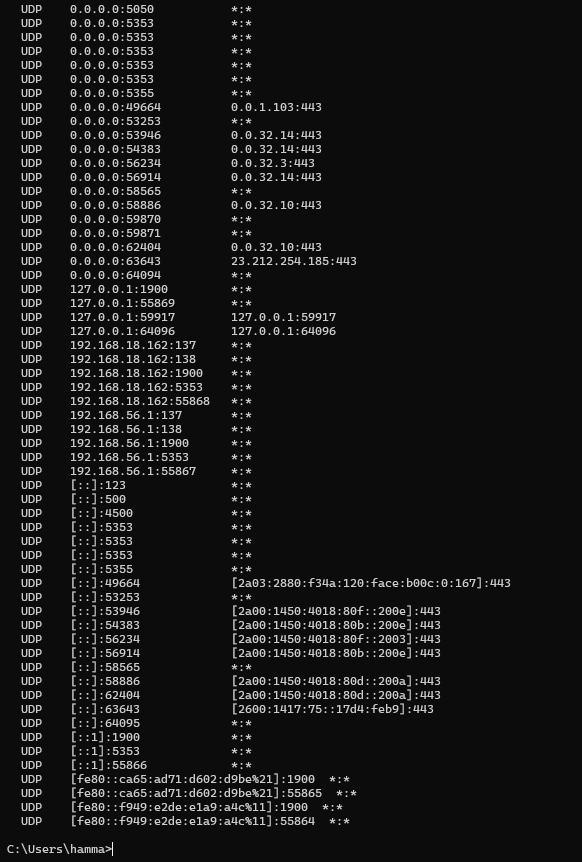 UDP    0.0.0.0:5050           *:*
UDP    0.0.0.0:5353           *:*
UDP    0.0.0.0:5353           *:*
UDP    0.0.0.0:5353           *:*
UDP    0.0.0.0:5353           *:*
UDP    0.0.0.0:5353           *:*
UDP    0.0.0.0:5355           *:*
UDP    0.0.0.0:49664          0.0.1.103:443
UDP    0.0.0.0:53253          *:*
UDP    0.0.0.0:53946          0.0.32.14:443
UDP    0.0.0.0:54383          0.0.32.14:443
UDP    0.0.0.0:56234          0.0.32.3:443
UDP    0.0.0.0:56914          0.0.32.14:443
UDP    0.0.0.0:58565          *:*
UDP    0.0.0.0:58886          0.0.32.10:443
UDP    0.0.0.0:59870          *:*
UDP    0.0.0.0:59871          *:*
UDP    0.0.0.0:62404          0.0.32.10:443
UDP    0.0.0.0:63643          23.212.254.185:443
UDP    0.0.0.0:64094          *:*
UDP    127.0.0.1:1900         *:*
UDP    127.0.0.1:55869        *:*
UDP    127.0.0.1:59917        127.0.0.1:59917
UDP    127.0.0.1:64096        127.0.0.1:64096
UDP    192.168.18.162:137     *:*
UDP    192.168.18.162:138     *:*
UDP    192.168.18.162:1900    *:*
UDP    192.168.18.162:5353    *:*
UDP    192.168.18.162:55868   *:*
UDP    192.168.56.1:137       *:*
UDP    192.168.56.1:138       *:*
UDP    192.168.56.1:1900      *:*
UDP    192.168.56.1:5353      *:*
UDP    192.168.56.1:55867     *:*
UDP    [::]:123               *:*
UDP    [::]:500               *:*
UDP    [::]:4500              *:*
UDP    [::]:5353              *:*
UDP    [::]:5353              *:*
UDP    [::]:5353              *:*
UDP    [::]:5355              *:*
UDP    [::]:49664             [2a03:2880:f34a:120:face:b00c:0:167]:443
UDP    [::]:53253             *:*
UDP    [::]:53946             [2a00:1450:4018:80f::200e]:443
UDP    [::]:54383             [2a00:1450:4018:80b::200e]:443
UDP    [::]:56234             [2a00:1450:4018:80f::2003]:443
UDP    [::]:56914             [2a00:1450:4018:80b::200e]:443
UDP    [::]:58565             *:*
UDP    [::]:58886             [2a00:1450:4018:80d::200a]:443
UDP    [::]:62404             [2a00:1450:4018:80d::200a]:443
UDP    [::]:63643             [2600:1417:75::17d4:feb9]:443
UDP    [::]:64095             *:*
UDP    [::1]:1900             *:*
UDP    [::1]:5353             *:*
UDP    [::1]:55866            *:*
UDP    [fe80::ca65:ad71:d602:d9be%21]:1900  *:*
UDP    [fe80::ca65:ad71:d602:d9be%21]:55865  *:*
UDP    [fe80::f949:e2de:e1a9:a4c%11]:1900  *:*
UDP    [fe80::f949:e2de:e1a9:a4c%11]:55864  *:*
C:\Users\hamma>